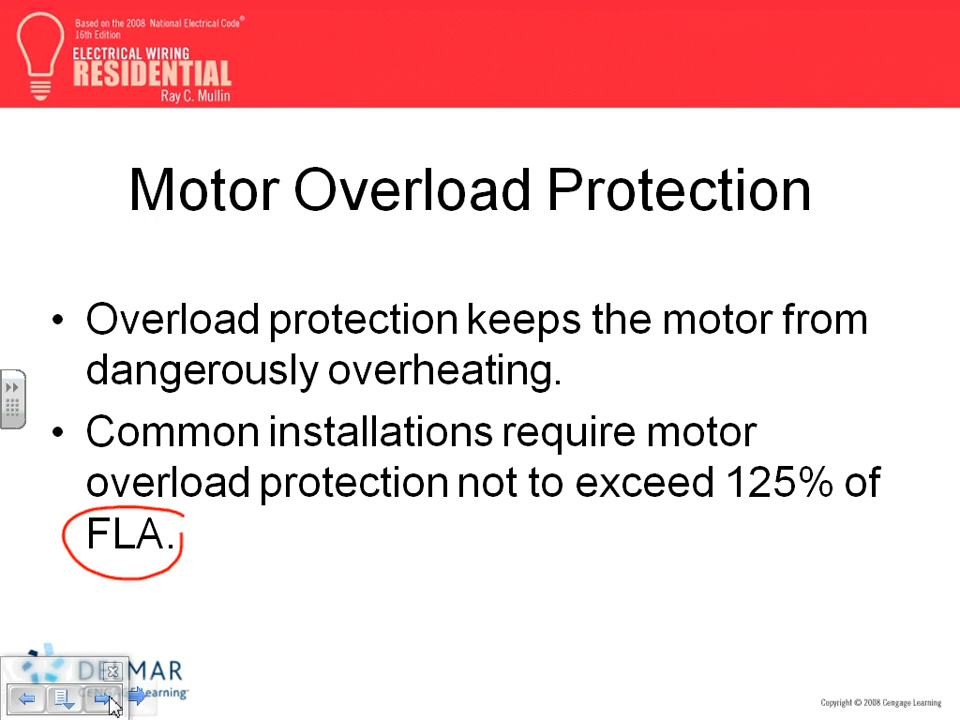 Based on the 2008 National Electrical Code®
16th Edition
ELECTRICAL WIRING
RESIDENTIAL
Ray C. Mullin
Motor Overload Protection
• Overload protection keeps the motor from
dangerously overheating.
• Common installations require motor
overload protection not to exceed 125% of
FLA.
Learning
Copyright © 2008 Cengage Learning